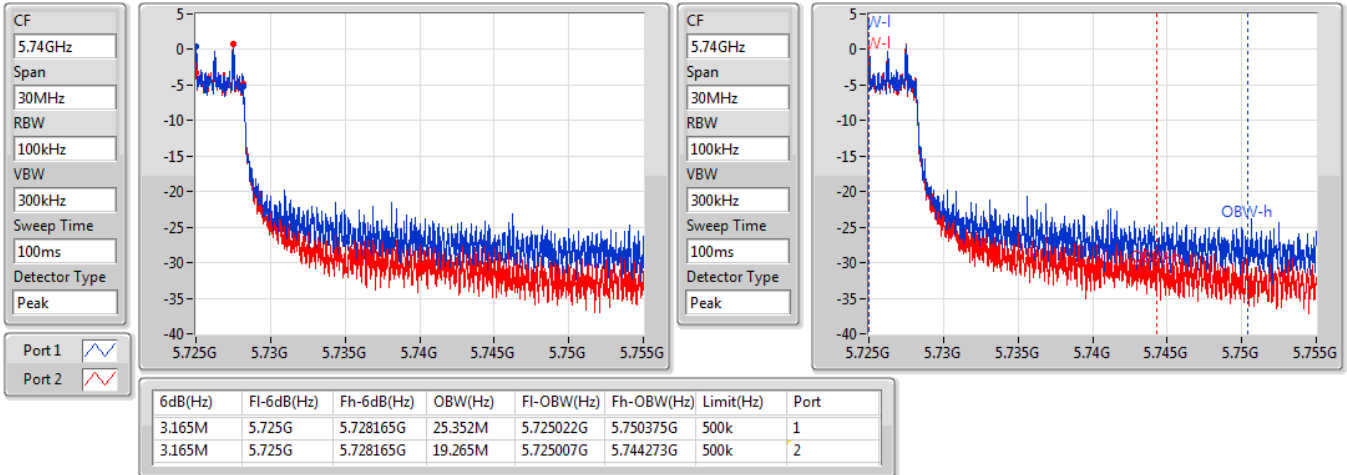 CF
5.74GHz
Span
30MHz
RBW
100kHz
VBW
300kHz
Sweep Time
100ms
Detector Type
Peak
Port 1
Port 2
5
0
-5
-10
-15
-20
-25
-30
-35
-40
5.725G 5.73G 5.735G 5.74G 5.745G 5.75G 5.755G
CF
5.74GHz
Span
30MHz
RBW
100kHz
VBW
300kHz
Sweep Time
100ms
Detector Type
Peak
5
0
-5
-10
-15
-20
-25
-30
-35
-40
W-l
W-l
OBW-h
5.725G 5.73G 5.735G 5.74G 5.745G 5.75G 5.755G
6dB(Hz) Fl-6dB(Hz) Fh-6dB(Hz) OBW(Hz) Fl-OBW(Hz) Fh-OBW(Hz) Limit(Hz) Port
3.165M 5.725G 5.728165G 25.352M 5.725022G 5.750375G 500k 1
3.165M 5.725G 5.728165G 19.265M 5.725007G 5.744273G 500k 2